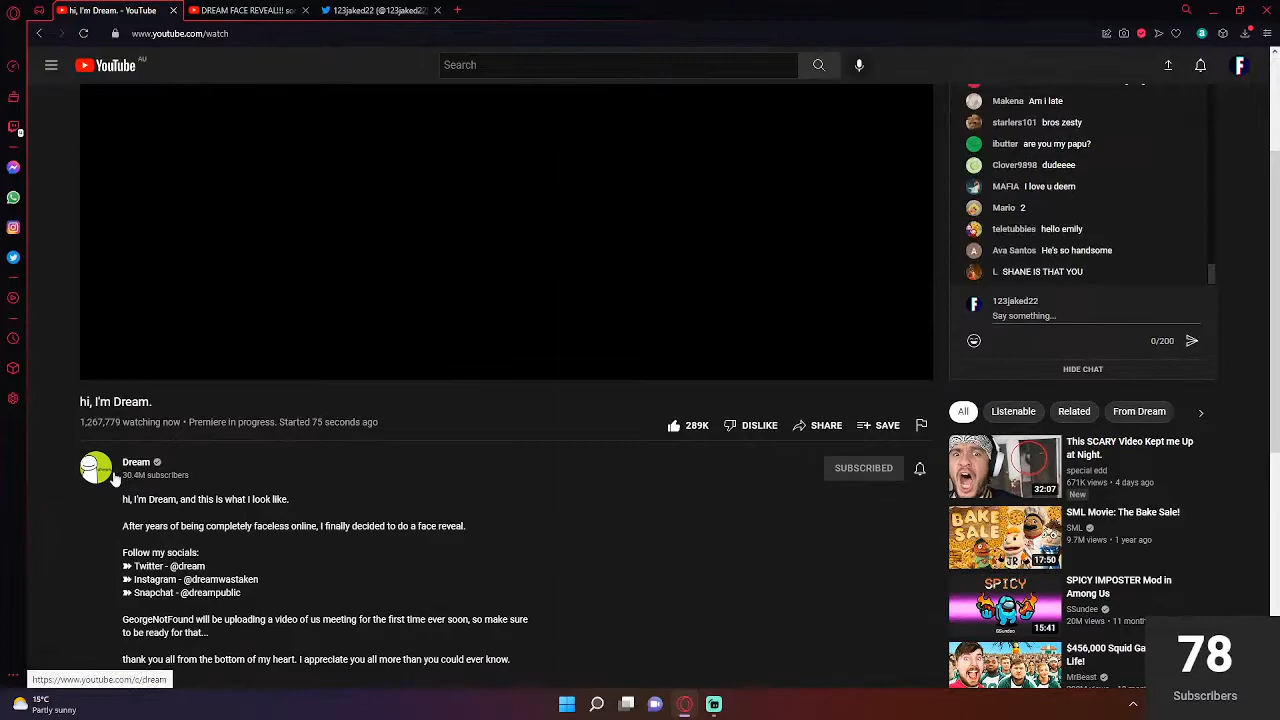 hi, I'm Dream. - YouTube
DREAM FACE REVEAL!!! so
123jaked22 (@123jaked22)
www.youtube.com/watch
YouTube AU
Search
Makena Am i late
starlers101 bros zesty
ibutter are you my papu?
Clover9898 dudeeee
MAFIA I love u deem
Mario 2
teletubbies hello emily
A Ava Santos He's so handsome
L SHANE IS THAT YOU
F 123jaked22
Say something...
0/200
HIDE CHAT
hi, I'm Dream.
1,267,779 watching now • Premiere in progress. Started 75 seconds ago
289K DISLIKE SHARE SAVE
All Listenable Related From Dream
Dream
30.4M subscribers
SUBSCRIBED
hi, I'm Dream, and this is what I look like.
After years of being completely faceless online, I finally decided to do a face reveal.
Follow my socials:
Twitter - @dream
Instagram - @dreamwastaken
Snapchat - @dreampublic
GeorgeNotFound will be uploading a video of us meeting for the first time ever soon, so make sure
to be ready for that...
thank you all from the bottom of my heart. I appreciate you all more than you could ever know.
https://www.youtube.com/c/dream
This SCARY Video Kept me Up
at Night.
special edd
671K views • 4 days ago
New
32:07
BAKE
SALE
17:50
SML Movie: The Bake Sale!
SML
9.7M views • 1 year ago
SPICY
SSundee
15:41
SPICY IMPOSTER Mod in
Among Us
SSundee
20M views • 11 month
$456,000 Squid Ga
Life!
MrBeast
78
Subscribers
15°C
Partly sunny